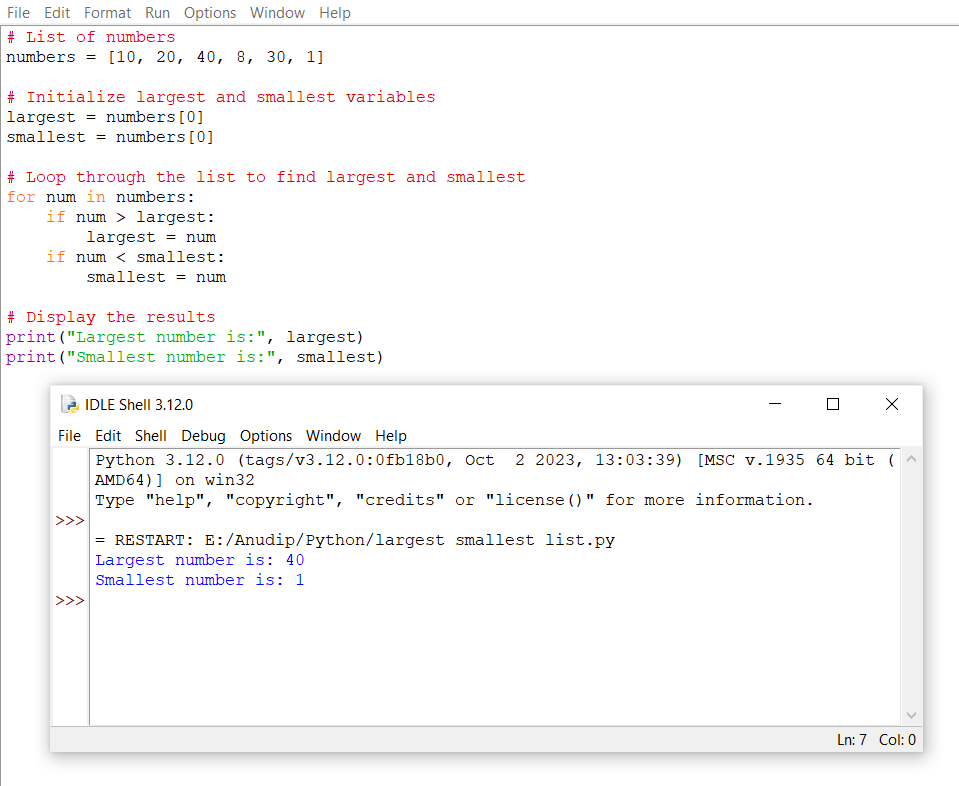 File Edit Format Run Options Window Help
# List of numbers
numbers = [10, 20, 40, 8, 30, 1]
# Initialize largest and smallest variables
largest = numbers[0]
smallest = numbers[0]
# Loop through the list to find largest and smallest
for num in numbers:
    if num > largest:
        largest = num
    if num < smallest:
        smallest = num
# Display the results
print("Largest number is:", largest)
print("Smallest number is:", smallest)
IDLE Shell 3.12.0
File Edit Shell Debug Options Window Help
Python 3.12.0 (tags/v3.12.0:0fb18b0, Oct  2 2023, 13:03:39) [MSC v.1935 64 bit (
AMD64)] on win32
Type "help", "copyright", "credits" or "license()" for more information.
>>>
= RESTART: E:/Anudip/Python/largest smallest list.py
Largest number is: 40
Smallest number is: 1
>>>
Ln: 7 Col: 0